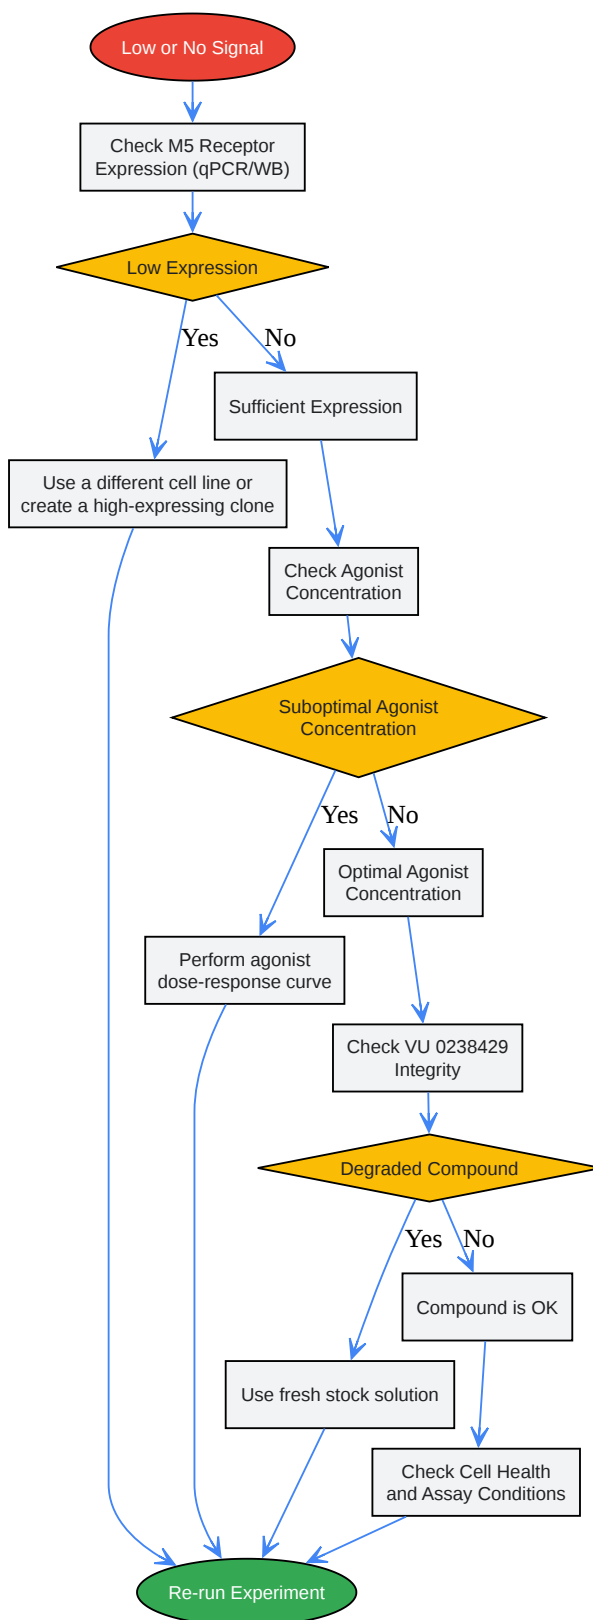 Low or No Signal
Check M5 Receptor
Expression (qPCR/WB)
Low Expression
Yes
No
Sufficient Expression
Use a different cell line or
create a high-expressing clone
Check Agonist
Concentration
Suboptimal Agonist
Concentration
Yes
No
Optimal Agonist
Concentration
Perform agonist
dose-response curve
Check VU 0238429
Integrity
Degraded Compound
Yes
No
Compound is OK
Use fresh stock solution
Check Cell Health
and Assay Conditions
Re-run Experiment